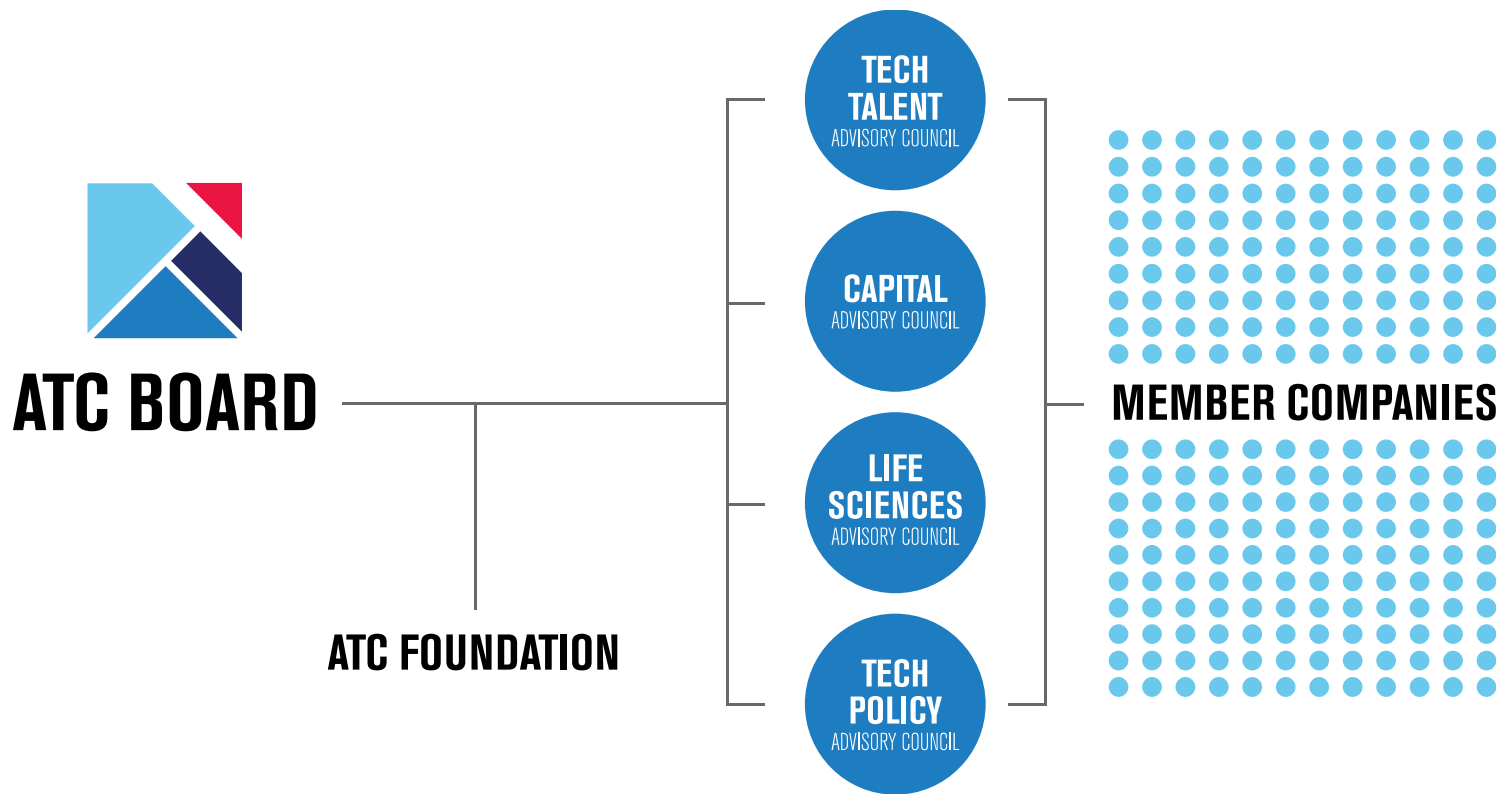 ATC BOARD
ATC FOUNDATION
TECH
TALENT
ADVISORY COUNCIL
CAPITAL
ADVISORY COUNCIL
LIFE
SCIENCES
ADVISORY COUNCIL
TECH
POLICY
ADVISORY COUNCIL
MEMBER COMPANIES